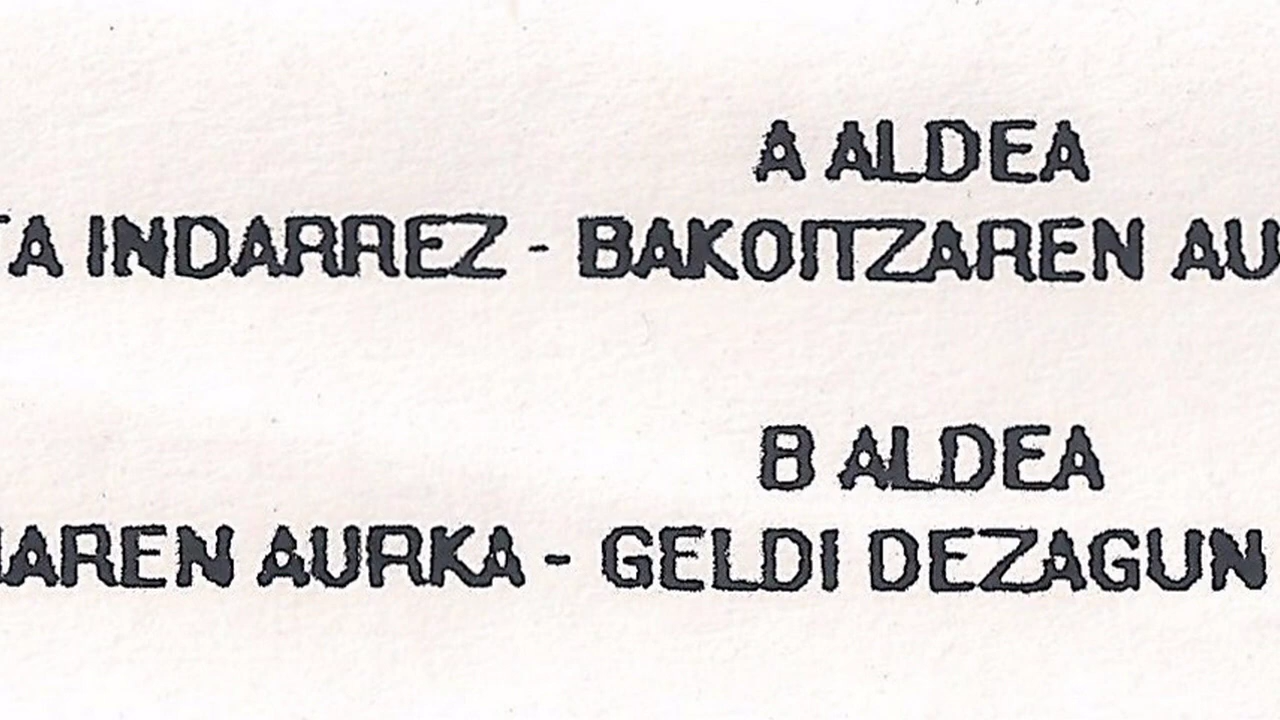 A ALDEA
TA INDARREZ - BAKOITZAREN AU
B ALDEA
AREN AURKA - GELDI DEZAGUN